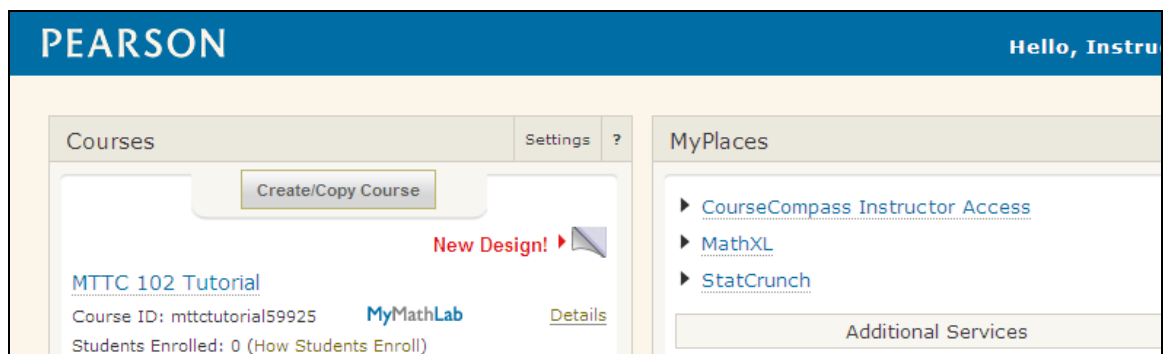 PEARSON
Hello, Instru
Courses
Settings
?
Create/Copy Course
New Design!
MTTC 102 Tutorial
Course ID: mttctutorial59925
MyMathLab
Details
Students Enrolled: 0 (How Students Enroll)
MyPlaces
CourseCompass Instructor Access
MathXL
StatCrunch
Additional Services